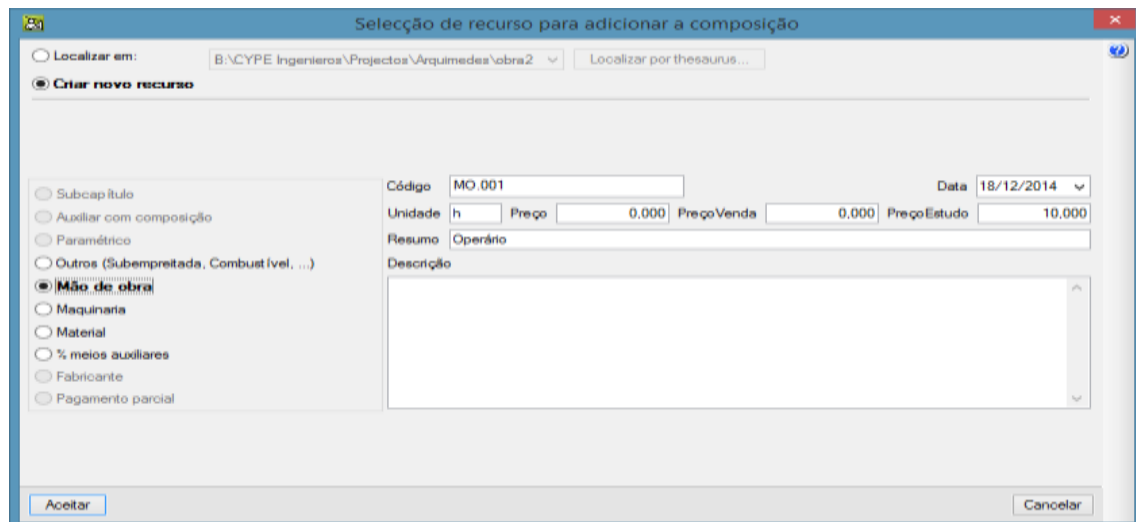 Selecção de recurso para adicionar a composição
Localizar em: B:\CYPE Ingenieros\Projectos\Arquimedes\obra2 Localizar por thesaurus...
Criar novo recurso
Subcapítulo
Auxiliar com composição
Paramétrico
Outros (Subempreitada, Combustível, ...)
Mão de obra
Maquinaria
Material
% meios auxiliares
Fabricante
Pagamento parcial
Código MO.001 Data 18/12/2014
Unidade h Preço 0,000 PreçoVenda 0,000 PreçoEstudo 10,000
Resumo Operário
Descrição
Aceitar Cancelar